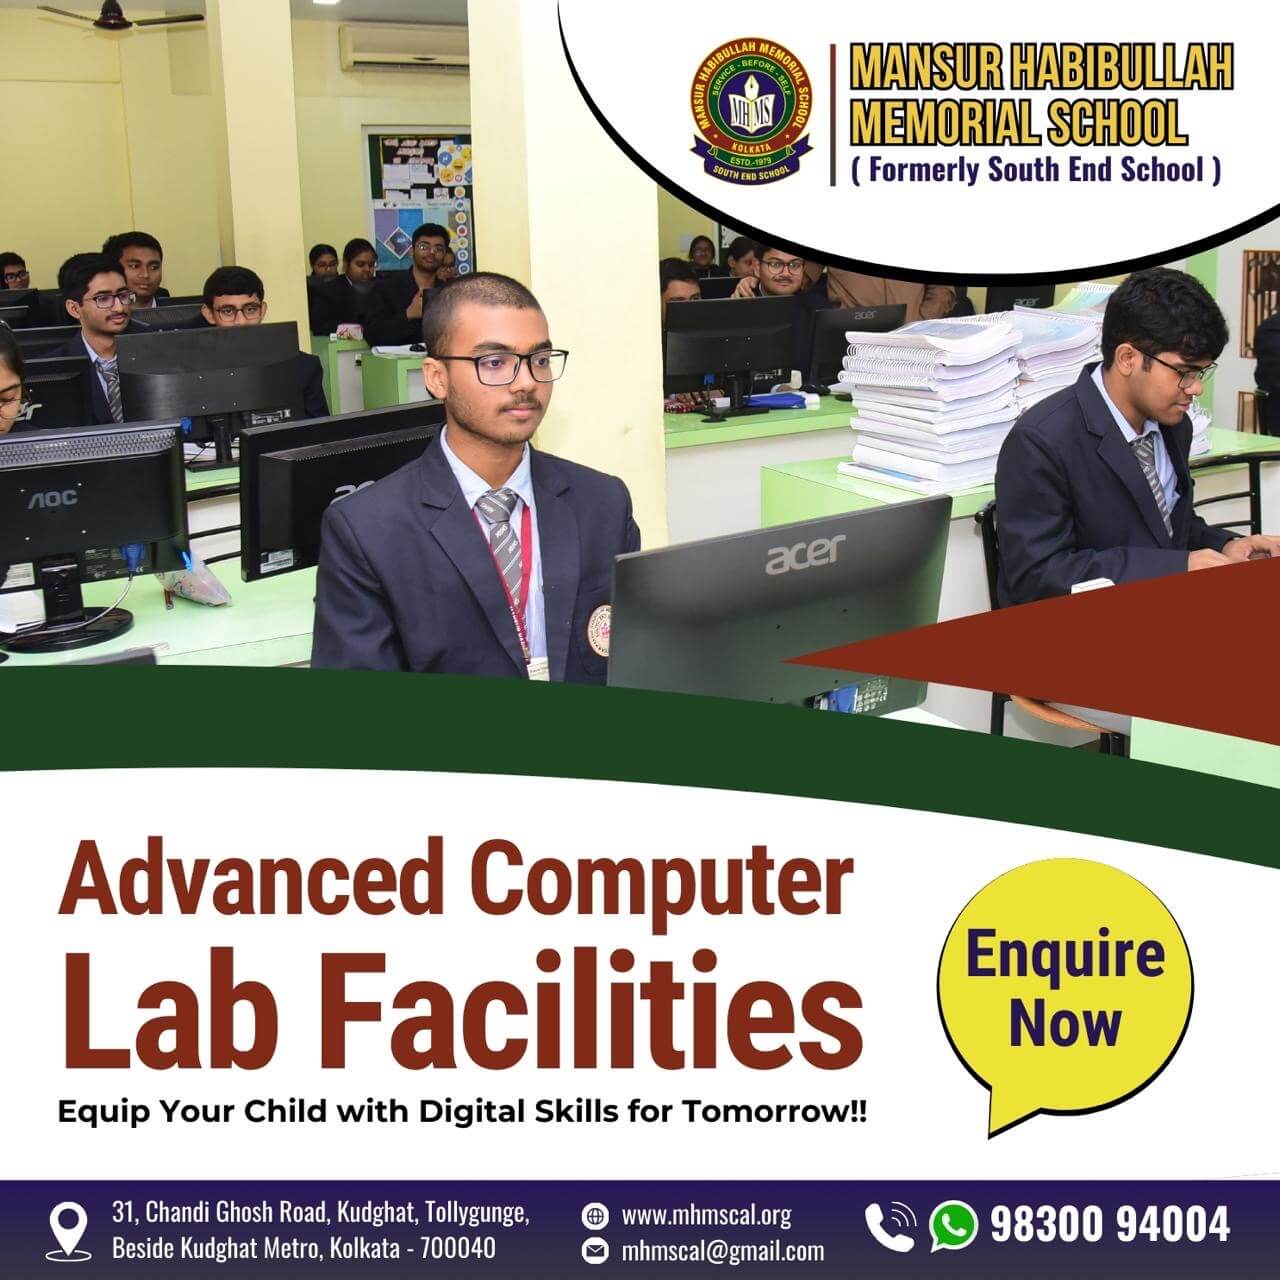 MANSUR HABIBULLAH MEMORIAL SCHOOL
SERVICE - BEFORE - SELF
MHMS
KOLKATA
ESTD.-1979
SOUTH END SCHOOL
MANSUR HABIBULLAH
MEMORIAL SCHOOL
( Formerly South End School )
acer
acer
AOC
acer
Advanced Computer
Lab Facilities
Equip Your Child with Digital Skills for Tomorrow!!
Enquire
Now
31, Chandi Ghosh Road, Kudghat, Tollygunge,
Beside Kudghat Metro, Kolkata - 700040
www.mhmscal.org
mhmscal@gmail.com
98300 94004